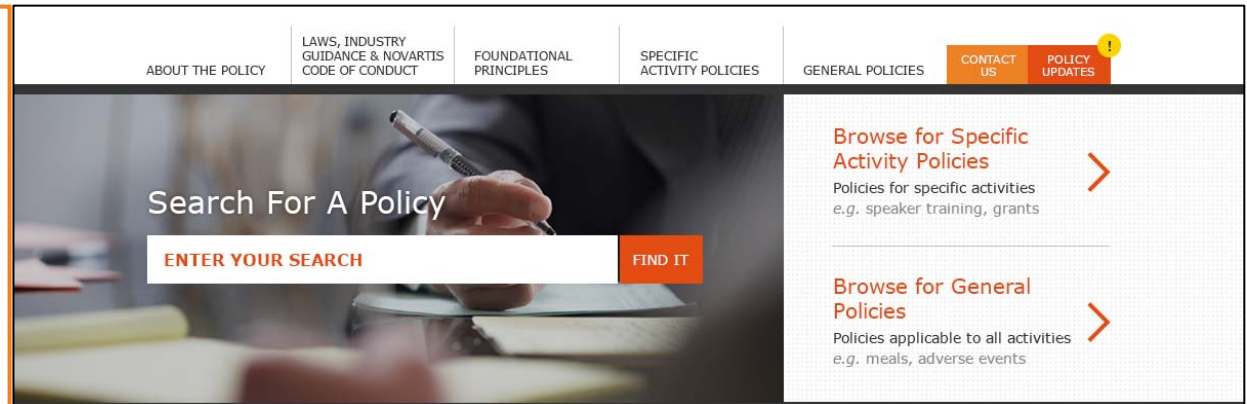 ABOUT THE POLICY
LAWS, INDUSTRY
GUIDANCE & NOVARTIS
CODE OF CONDUCT
FOUNDATIONAL
PRINCIPLES
SPECIFIC
ACTIVITY POLICIES
GENERAL POLICIES
CONTACT
US
POLICY
UPDATES
!
Search For A Policy
ENTER YOUR SEARCH
FIND IT
Browse for Specific
Activity Policies
Policies for specific activities
e.g. speaker training, grants
Browse for General
Policies
Policies applicable to all activities
e.g. meals, adverse events